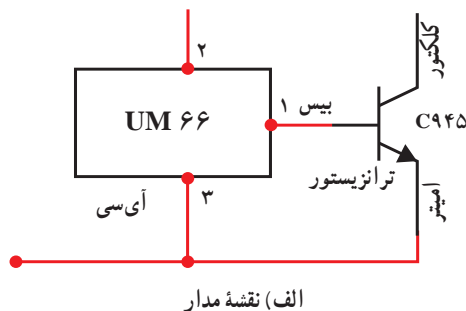 ۲
کلکتور
UM ۶۶
۱
بیس
C۹۴۵
ترانزیستور
آی‌سی
۳
امیتر
الف) نقشهٔ مدار